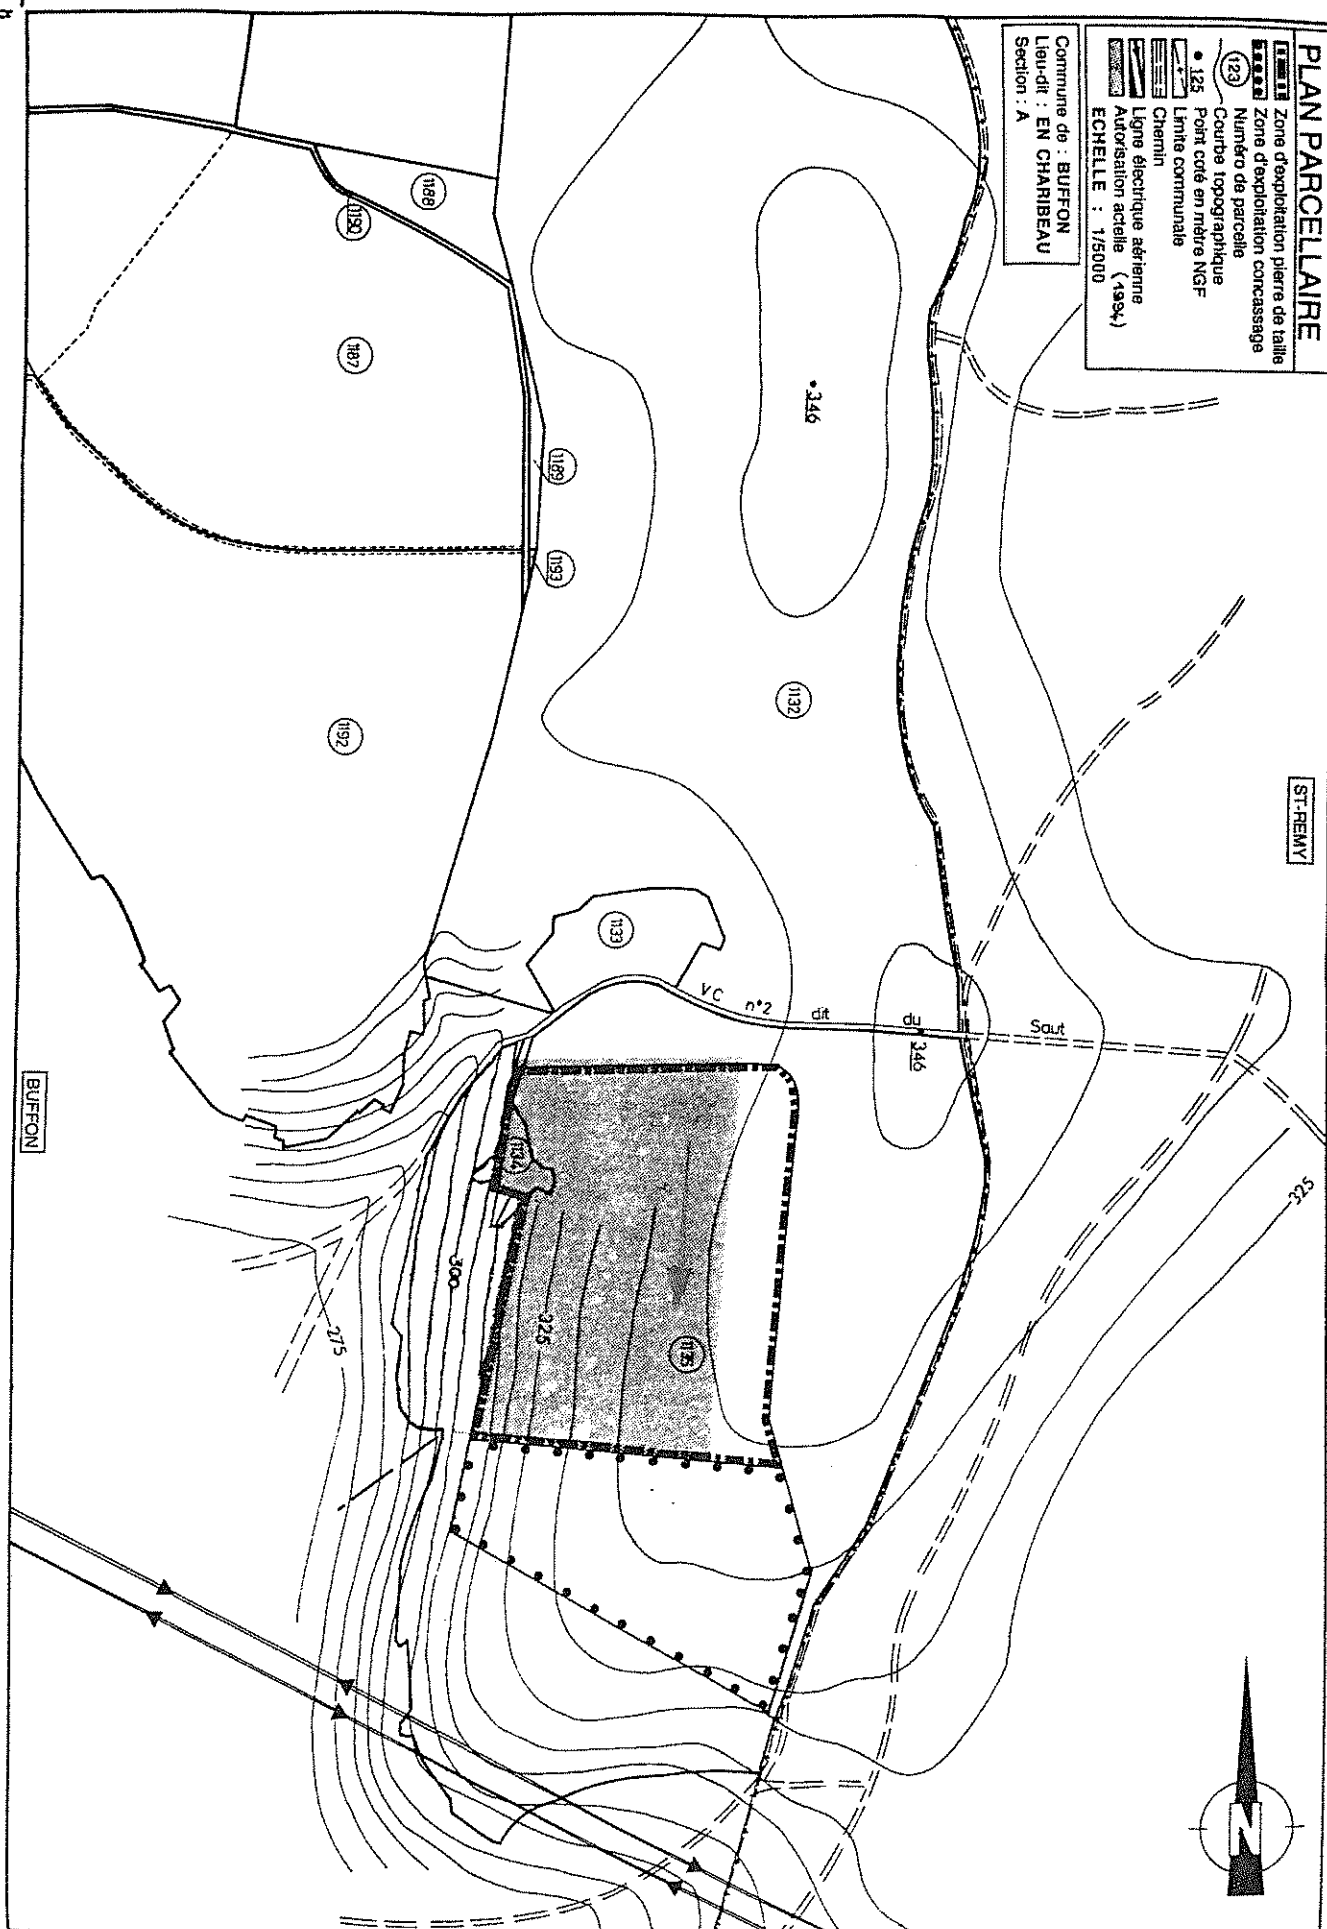 PLAN PARCELLAIRE
Zone d'exploitation pierre de taille
Zone d'exploitation concassage
123 Numéro de parcelle
Courbe topographique
• 125 Point coté en mètre NGF
Limite communale
Chemin
Ligne électrique aérienne
Autorisation actelle (1994)
ECHELLE : 1/5000
Commune de : BUFFON
Lieu-dit : EN CHARIBEAU
Section : A
ST-REMY
BUFFON
1188
1190
1187
1189
1193
1192
346
1132
1133
VC n°2 dit du Saut
346
1134
1135
325
325
300
275
N